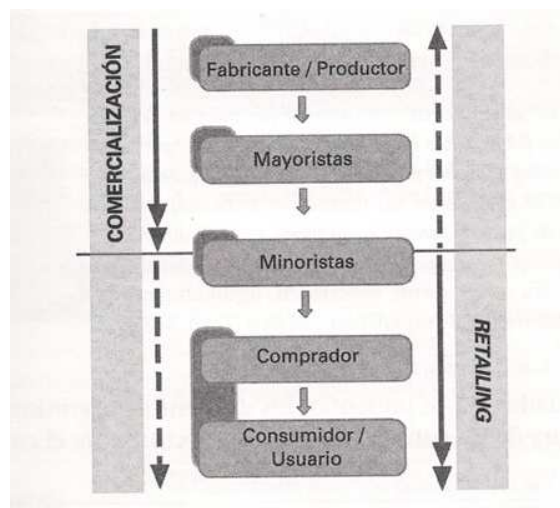 COMERCIALIZACIÓN
Fabricante / Productor
Mayoristas
Minoristas
Comprador
Consumidor /
Usuario
RETAILING